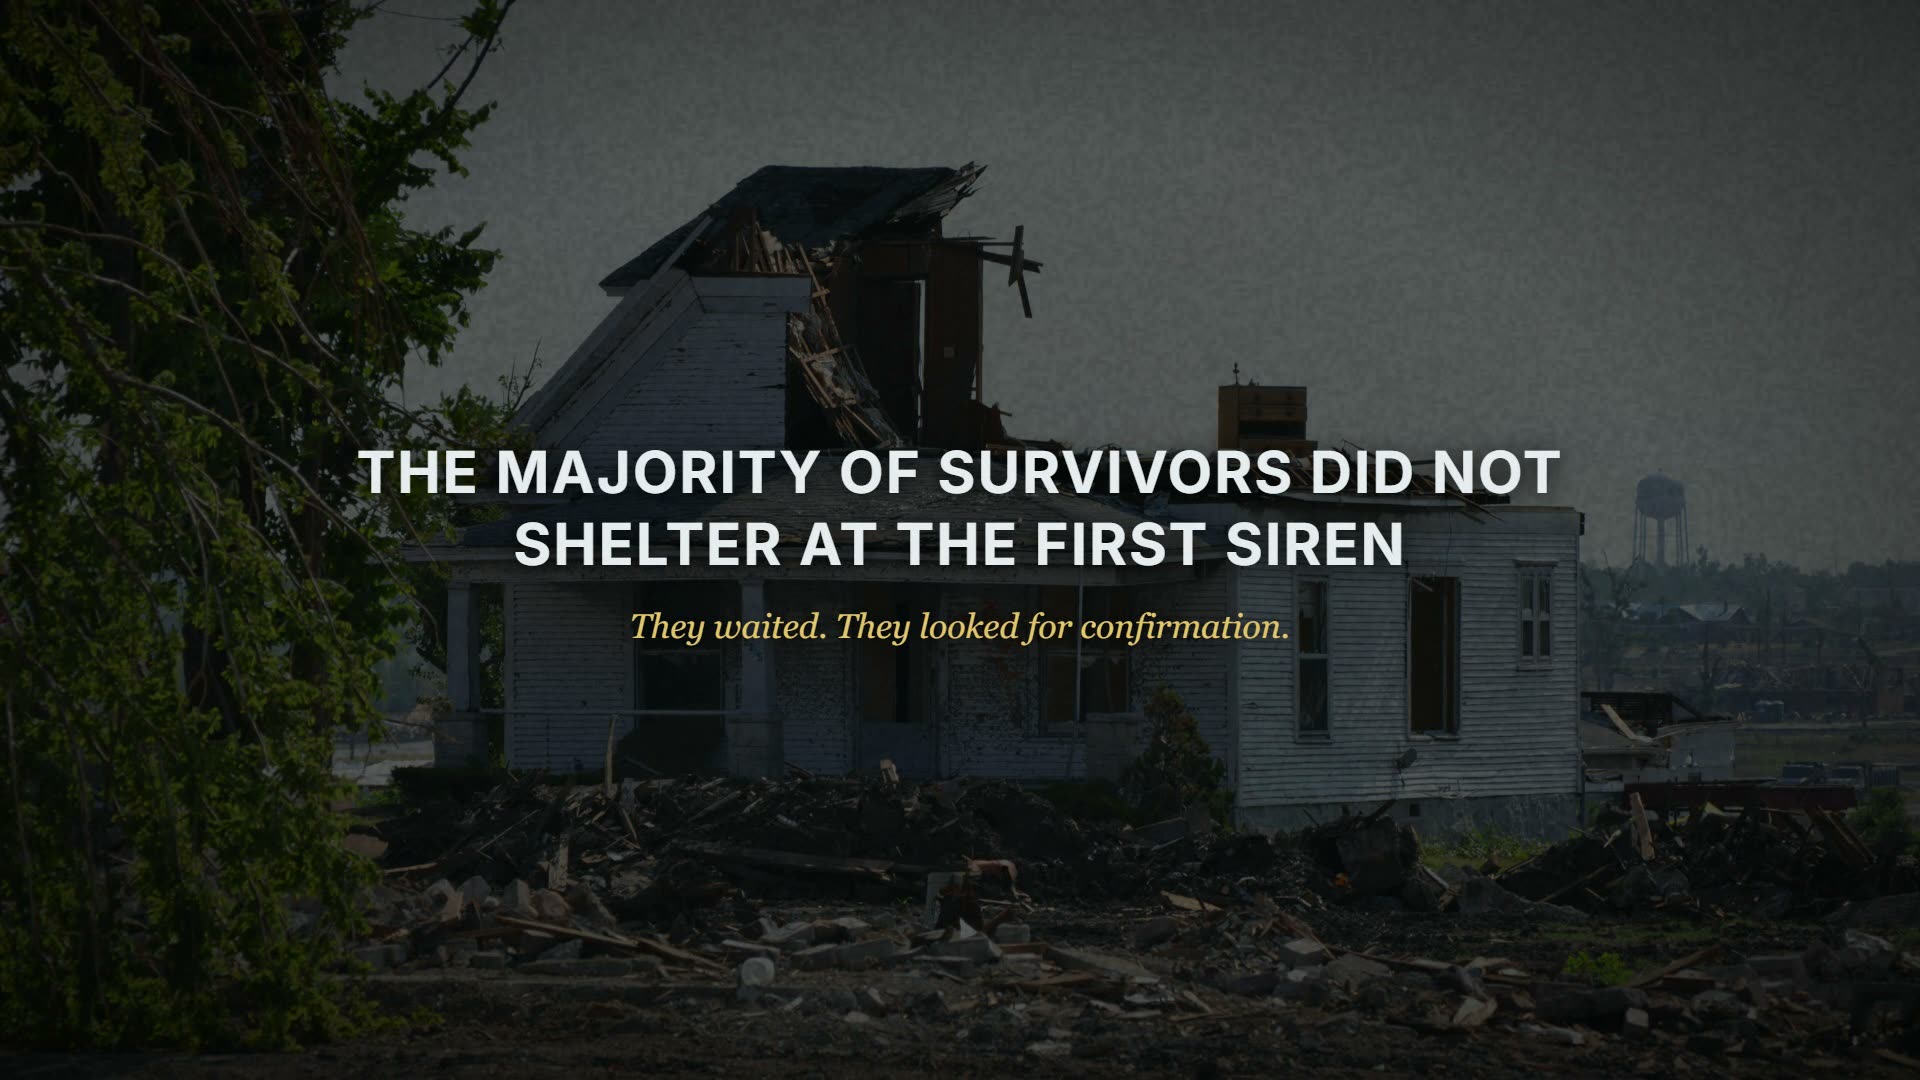 THE MAJORITY OF SURVIVORS DID NOT
SHELTER AT THE FIRST SIREN
They waited. They looked for confirmation.